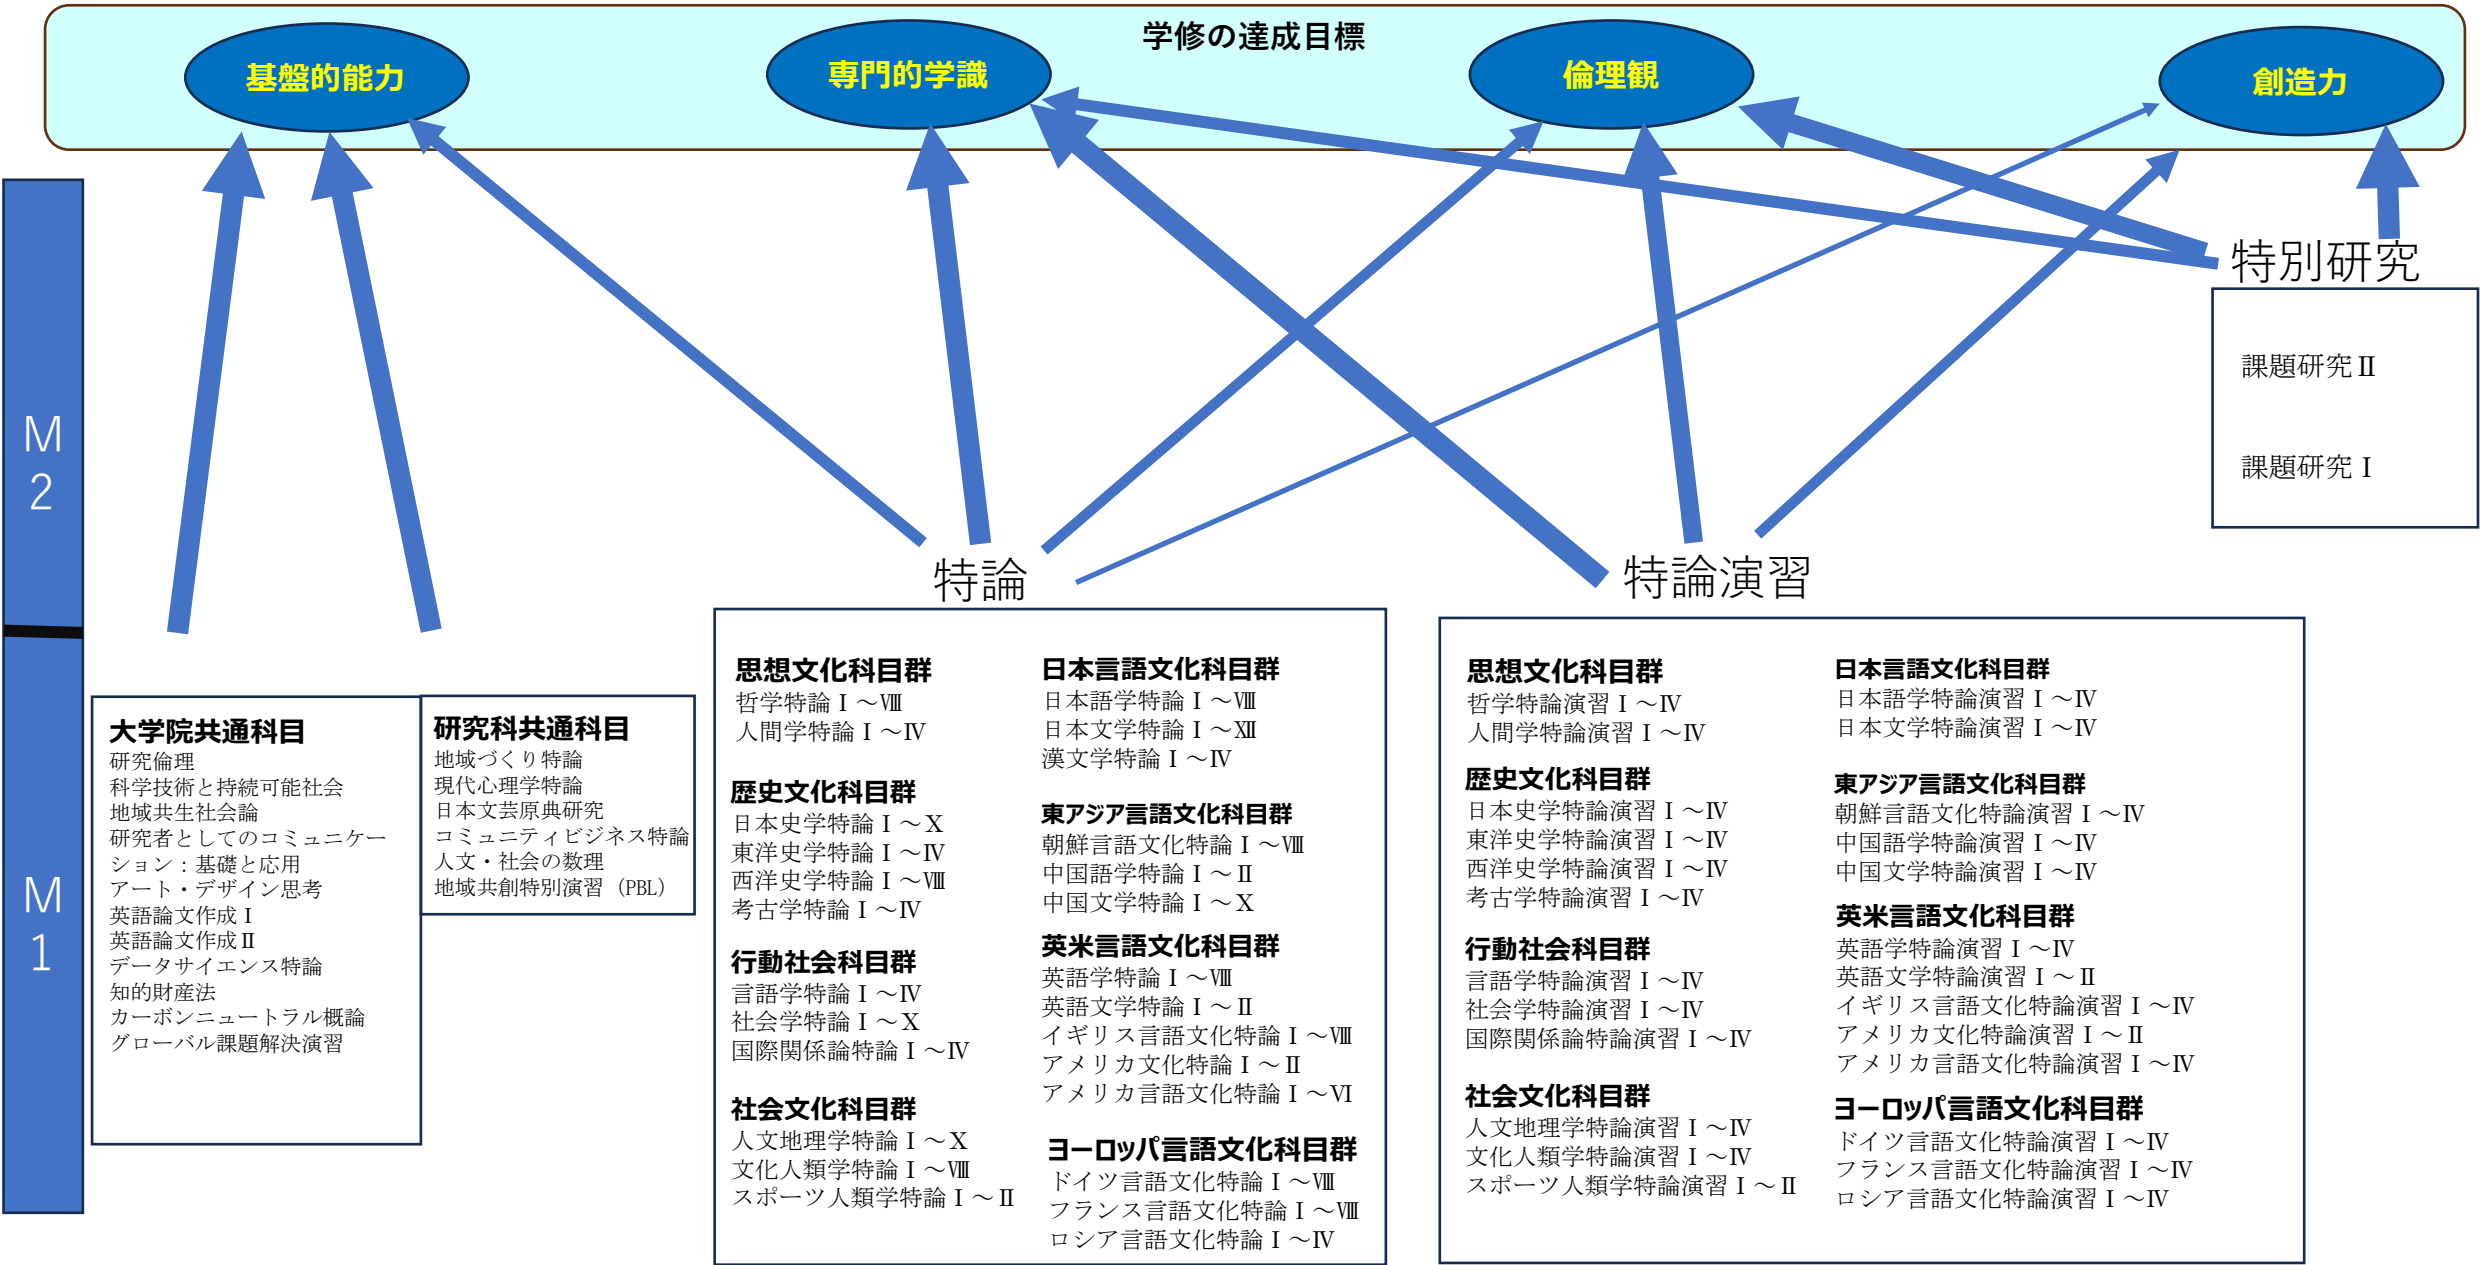 学修の達成目標
基盤的能力
専門的学識
倫理観
創造力
M
2
M
1
特別研究
課題研究Ⅱ
課題研究Ⅰ
特論
特論演習
大学院共通科目
研究倫理
科学技術と持続可能社会
地域共生社会論
研究者としてのコミュニケー
ション：基礎と応用
アート・デザイン思考
英語論文作成Ⅰ
英語論文作成Ⅱ
データサイエンス特論
知的財産法
カーボンニュートラル概論
グローバル課題解決演習
研究科共通科目
地域づくり特論
現代心理学特論
日本文芸原典研究
コミュニティビジネス特論
人文・社会の数理
地域共創特別演習（PBL）
思想文化科目群
哲学特論Ⅰ～Ⅷ
人間学特論Ⅰ～Ⅳ
歴史文化科目群
日本史学特論Ⅰ～Ⅹ
東洋史学特論Ⅰ～Ⅳ
西洋史学特論Ⅰ～Ⅷ
考古学特論Ⅰ～Ⅳ
行動社会科目群
言語学特論Ⅰ～Ⅳ
社会学特論Ⅰ～Ⅹ
国際関係論特論Ⅰ～Ⅳ
社会文化科目群
人文地理学特論Ⅰ～Ⅹ
文化人類学特論Ⅰ～Ⅷ
スポーツ人類学特論Ⅰ～Ⅱ
日本言語文化科目群
日本語学特論Ⅰ～Ⅷ
日本文学特論Ⅰ～Ⅻ
漢文学特論Ⅰ～Ⅳ
東アジア言語文化科目群
朝鮮言語文化特論Ⅰ～Ⅷ
中国語学特論Ⅰ～Ⅱ
中国文学特論Ⅰ～Ⅹ
英米言語文化科目群
英語学特論Ⅰ～Ⅷ
英語文学特論Ⅰ～Ⅱ
イギリス言語文化特論Ⅰ～Ⅷ
アメリカ文化特論Ⅰ～Ⅱ
アメリカ言語文化特論Ⅰ～Ⅵ
ヨーロッパ言語文化科目群
ドイツ言語文化特論Ⅰ～Ⅷ
フランス言語文化特論Ⅰ～Ⅷ
ロシア言語文化特論Ⅰ～Ⅳ
思想文化科目群
哲学特論演習Ⅰ～Ⅳ
人間学特論演習Ⅰ～Ⅳ
歴史文化科目群
日本史学特論演習Ⅰ～Ⅳ
東洋史学特論演習Ⅰ～Ⅳ
西洋史学特論演習Ⅰ～Ⅳ
考古学特論演習Ⅰ～Ⅳ
行動社会科目群
言語学特論演習Ⅰ～Ⅳ
社会学特論演習Ⅰ～Ⅳ
国際関係論特論演習Ⅰ～Ⅳ
社会文化科目群
人文地理学特論演習Ⅰ～Ⅳ
文化人類学特論演習Ⅰ～Ⅳ
スポーツ人類学特論演習Ⅰ～Ⅱ
日本言語文化科目群
日本語学特論演習Ⅰ～Ⅳ
日本文学特論演習Ⅰ～Ⅳ
東アジア言語文化科目群
朝鮮言語文化特論演習Ⅰ～Ⅳ
中国語学特論演習Ⅰ～Ⅳ
中国文学特論演習Ⅰ～Ⅳ
英米言語文化科目群
英語学特論演習Ⅰ～Ⅳ
英語文学特論演習Ⅰ～Ⅱ
イギリス言語文化特論演習Ⅰ～Ⅳ
アメリカ文化特論演習Ⅰ～Ⅱ
アメリカ言語文化特論演習Ⅰ～Ⅳ
ヨーロッパ言語文化科目群
ドイツ言語文化特論演習Ⅰ～Ⅳ
フランス言語文化特論演習Ⅰ～Ⅳ
ロシア言語文化特論演習Ⅰ～Ⅳ